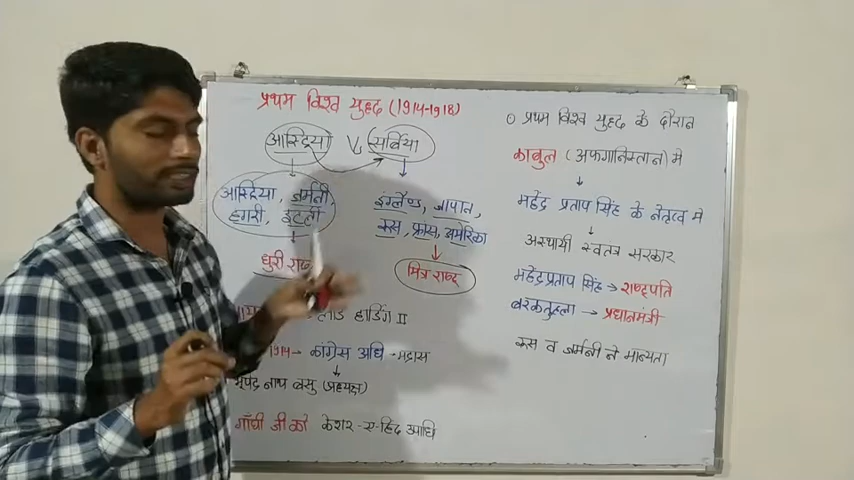 प्रथम विश्व युद्ध (1914-1918)
आस्ट्रिया V, सर्बिया
आस्ट्रिया, जर्मनी,
हंगरी, इटली
धुरी राष्
इंग्लैण्ड, जापान,
रूस, फ्रांस, अमेरिका
मित्र राष्ट्र
हार्डिंग II
1914 → कांग्रेस अधि - मद्रास
भूपेंद्र नाथ बसु (अध्यक्ष)
गाँधी जी को केशर-ए-हिंद उपाधि
0 प्रथम विश्व युद्ध के दौरान
काबुल (अफगानिस्तान) में
महेंद्र प्रताप सिंह के नेतृत्व मे
अस्थायी स्वतंत्र सरकार
महेंद्रप्रताप सिंह → राष्ट्रपति
बरकतुल्ला → प्रधानमंत्री
रूस व जर्मनी ने मान्यता